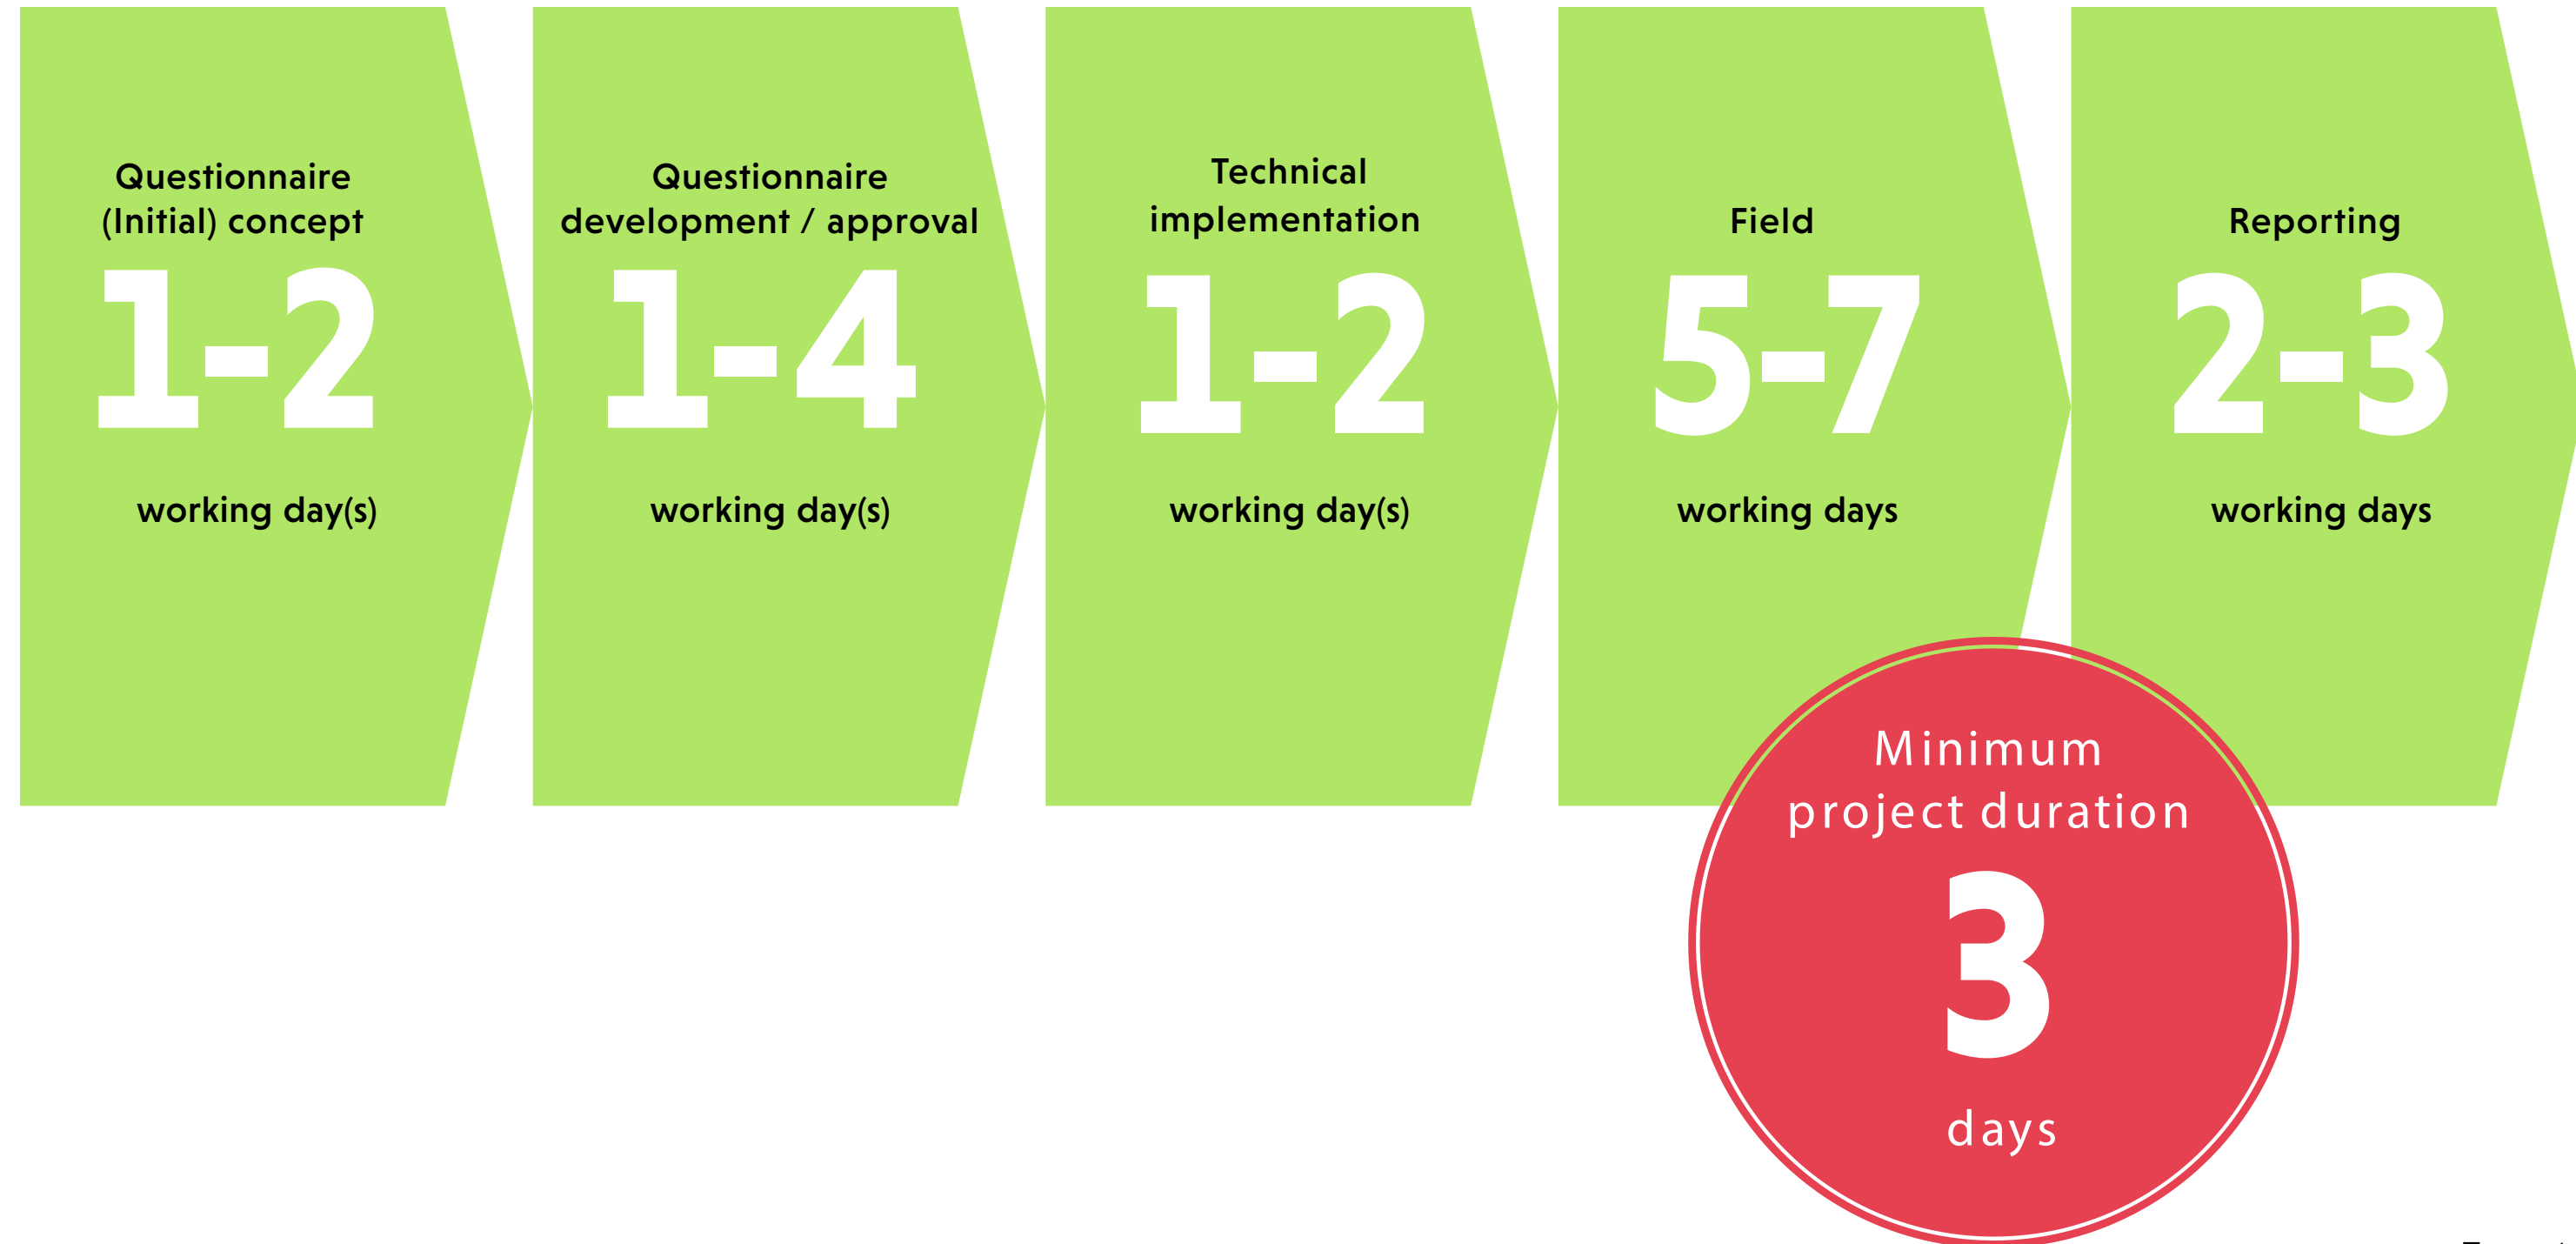 Questionnaire
(Initial) concept
1-2
working day(s)
Questionnaire
development / approval
1-4
working day(s)
Technical
implementation
1-2
working day(s)
Field
5-7
working days
Reporting
2-3
working days
Minimum
project duration
3
days